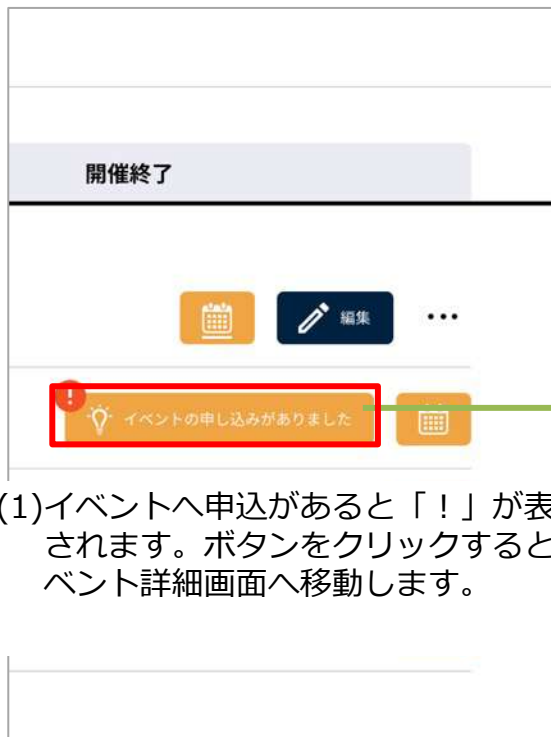 開催終了
編集
!
イベントの申し込みがありました
(1)イベントへ申込があると「！」が表
されます。ボタンをクリックすると
ベント詳細画面へ移動します。